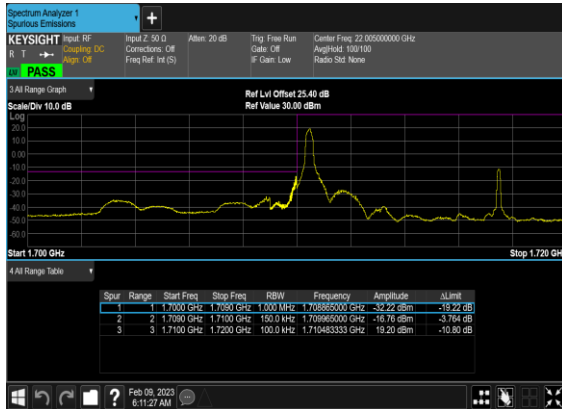 Spectrum Analyzer 1
Spurious Emissions
+
KEYSIGHT Input: RF Input Z: 50 Ω Atten: 20 dB Trig: Free Run Center Freq: 22.005000000 GHz
R T Coupling: DC Corrections: Off Gate: Off Avg|Hold: 100/100
Align: Off Freq Ref: Int (S) IF Gain: Low Radio Std: None
PASS
3 All Range Graph Ref Lvl Offset 25.40 dB
Scale/Div 10.0 dB Ref Value 30.00 dBm
Log
20.0
10.0
0.00
-10.0
-20.0
-30.0
-40.0
-50.0
-60.0
Start 1.700 GHz Stop 1.720 GH
4 All Range Table
Spur Range Start Freq Stop Freq RBW Frequency Amplitude ΔLimit
1 1 1.7000 GHz 1.7090 GHz 1.000 MHz 1.708865000 GHz -32.22 dBm -19.22 dB
2 2 1.7090 GHz 1.7100 GHz 150.0 kHz 1.709965000 GHz -16.76 dBm -3.764 dB
3 3 1.7100 GHz 1.7200 GHz 100.0 kHz 1.710483333 GHz 19.20 dBm -10.80 dB
? Feb 09, 2023
6:11:27 AM